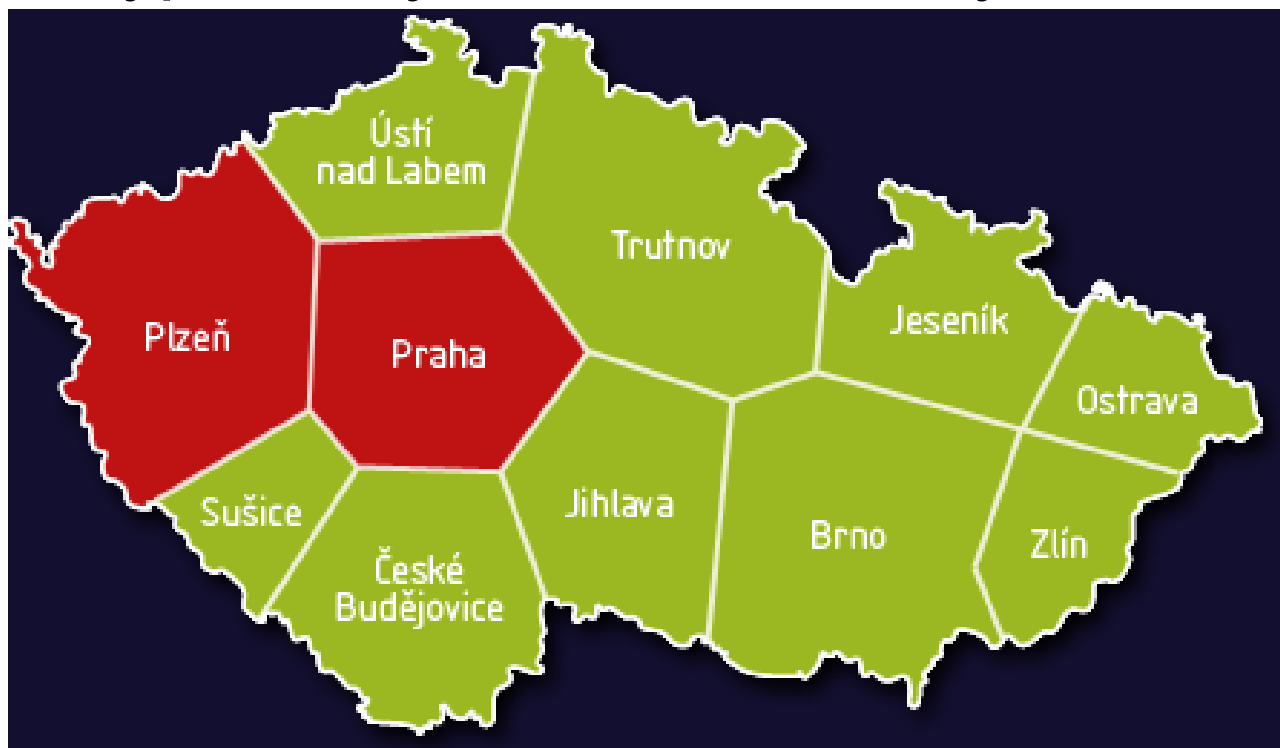 Ústí
nad Labem
Trutnov
Jeseník
Plzeň
Praha
Ostrava
Sušice
Jihlava
Brno
Zlín
České
Budějovice